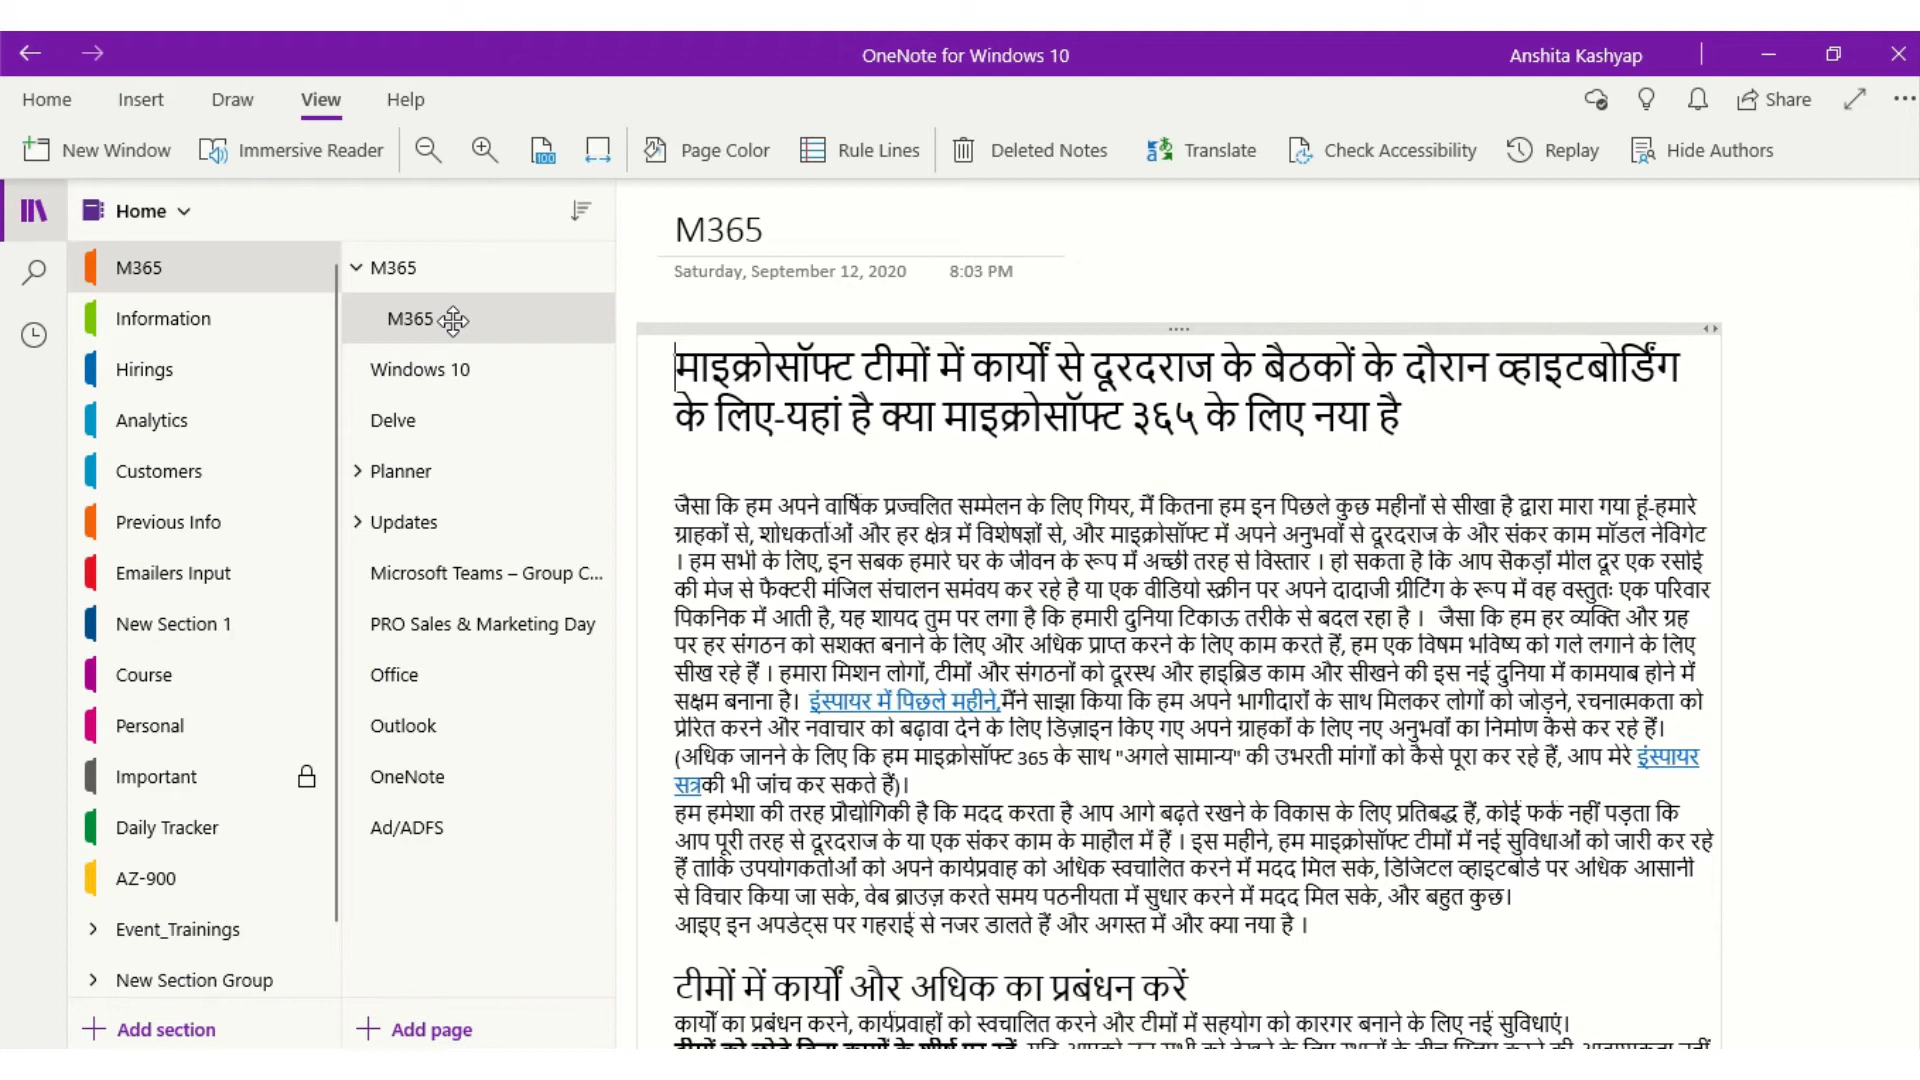 OneNote for Windows 10
Anshita Kashyap
Home Insert Draw View Help
Share
New Window Immersive Reader 100 Page Color Rule Lines Deleted Notes Translate Check Accessibility Replay Hide Authors
Home
M365
Information
Hirings
Analytics
Customers
Previous Info
Emailers Input
New Section 1
Course
Personal
Important
Daily Tracker
AZ-900
Event_Trainings
New Section Group
Add section
M365
M365
Windows 10
Delve
Planner
Updates
Microsoft Teams – Group C...
PRO Sales & Marketing Day
Office
Outlook
OneNote
Ad/ADFS
Add page
M365
Saturday, September 12, 2020 8:03 PM
माइक्रोसॉफ्ट टीमों में कार्यों से दूरदराज के बैठकों के दौरान व्हाइटबोर्डिंग
के लिए-यहां है क्या माइक्रोसॉफ्ट ३६५ के लिए नया है
जैसा कि हम अपने वार्षिक प्रज्वलित सम्मेलन के लिए गियर, मैं कितना हम इन पिछले कुछ महीनों से सीखा है द्वारा मारा गया हूं-हमारे
ग्राहकों से, शोधकर्ताओं और हर क्षेत्र में विशेषज्ञों से, और माइक्रोसॉफ्ट में अपने अनुभवों से दूरदराज के और संकर काम मॉडल नेविगेट
। हम सभी के लिए, इन सबक हमारे घर के जीवन के रूप में अच्छी तरह से विस्तार । हो सकता है कि आप सैकड़ों मील दूर एक रसोई
की मेज से फैक्टरी मंजिल संचालन समंवय कर रहे है या एक वीडियो स्क्रीन पर अपने दादाजी ग्रीटिंग के रूप में वह वस्तुतः एक परिवार
पिकनिक में आती है, यह शायद तुम पर लगा है कि हमारी दुनिया टिकाऊ तरीके से बदल रहा है । जैसा कि हम हर व्यक्ति और ग्रह
पर हर संगठन को सशक्त बनाने के लिए और अधिक प्राप्त करने के लिए काम करते हैं, हम एक विषम भविष्य को गले लगाने के लिए
सीख रहे हैं । हमारा मिशन लोगों, टीमों और संगठनों को दूरस्थ और हाइब्रिड काम और सीखने की इस नई दुनिया में कामयाब होने में
सक्षम बनाना है। इंस्पायर में पिछले महीने,मैंने साझा किया कि हम अपने भागीदारों के साथ मिलकर लोगों को जोड़ने, रचनात्मकता को
प्रेरित करने और नवाचार को बढ़ावा देने के लिए डिज़ाइन किए गए अपने ग्राहकों के लिए नए अनुभवों का निर्माण कैसे कर रहे हैं।
(अधिक जानने के लिए कि हम माइक्रोसॉफ्ट 365 के साथ "अगले सामान्य" की उभरती मांगों को कैसे पूरा कर रहे हैं, आप मेरे इंस्पायर
सत्रकी भी जांच कर सकते हैं)।
हम हमेशा की तरह प्रौद्योगिकी है कि मदद करता है आप आगे बढ़ते रखने के विकास के लिए प्रतिबद्ध हैं, कोई फर्क नहीं पड़ता कि
आप पूरी तरह से दूरदराज के या एक संकर काम के माहौल में हैं । इस महीने, हम माइक्रोसॉफ्ट टीमों में नई सुविधाओं को जारी कर रहे
हैं ताकि उपयोगकर्ताओं को अपने कार्यप्रवाह को अधिक स्वचालित करने में मदद मिल सके, डिजिटल व्हाइटबोर्ड पर अधिक आसानी
से विचार किया जा सके, वेब ब्राउज़ करते समय पठनीयता में सुधार करने में मदद मिल सके, और बहुत कुछ।
आइए इन अपडेट्स पर गहराई से नजर डालते हैं और अगस्त में और क्या नया है ।
टीमों में कार्यों और अधिक का प्रबंधन करें
कार्यों का प्रबंधन करने, कार्यप्रवाहों को स्वचालित करने और टीमों में सहयोग को कारगर बनाने के लिए नई सुविधाएं।